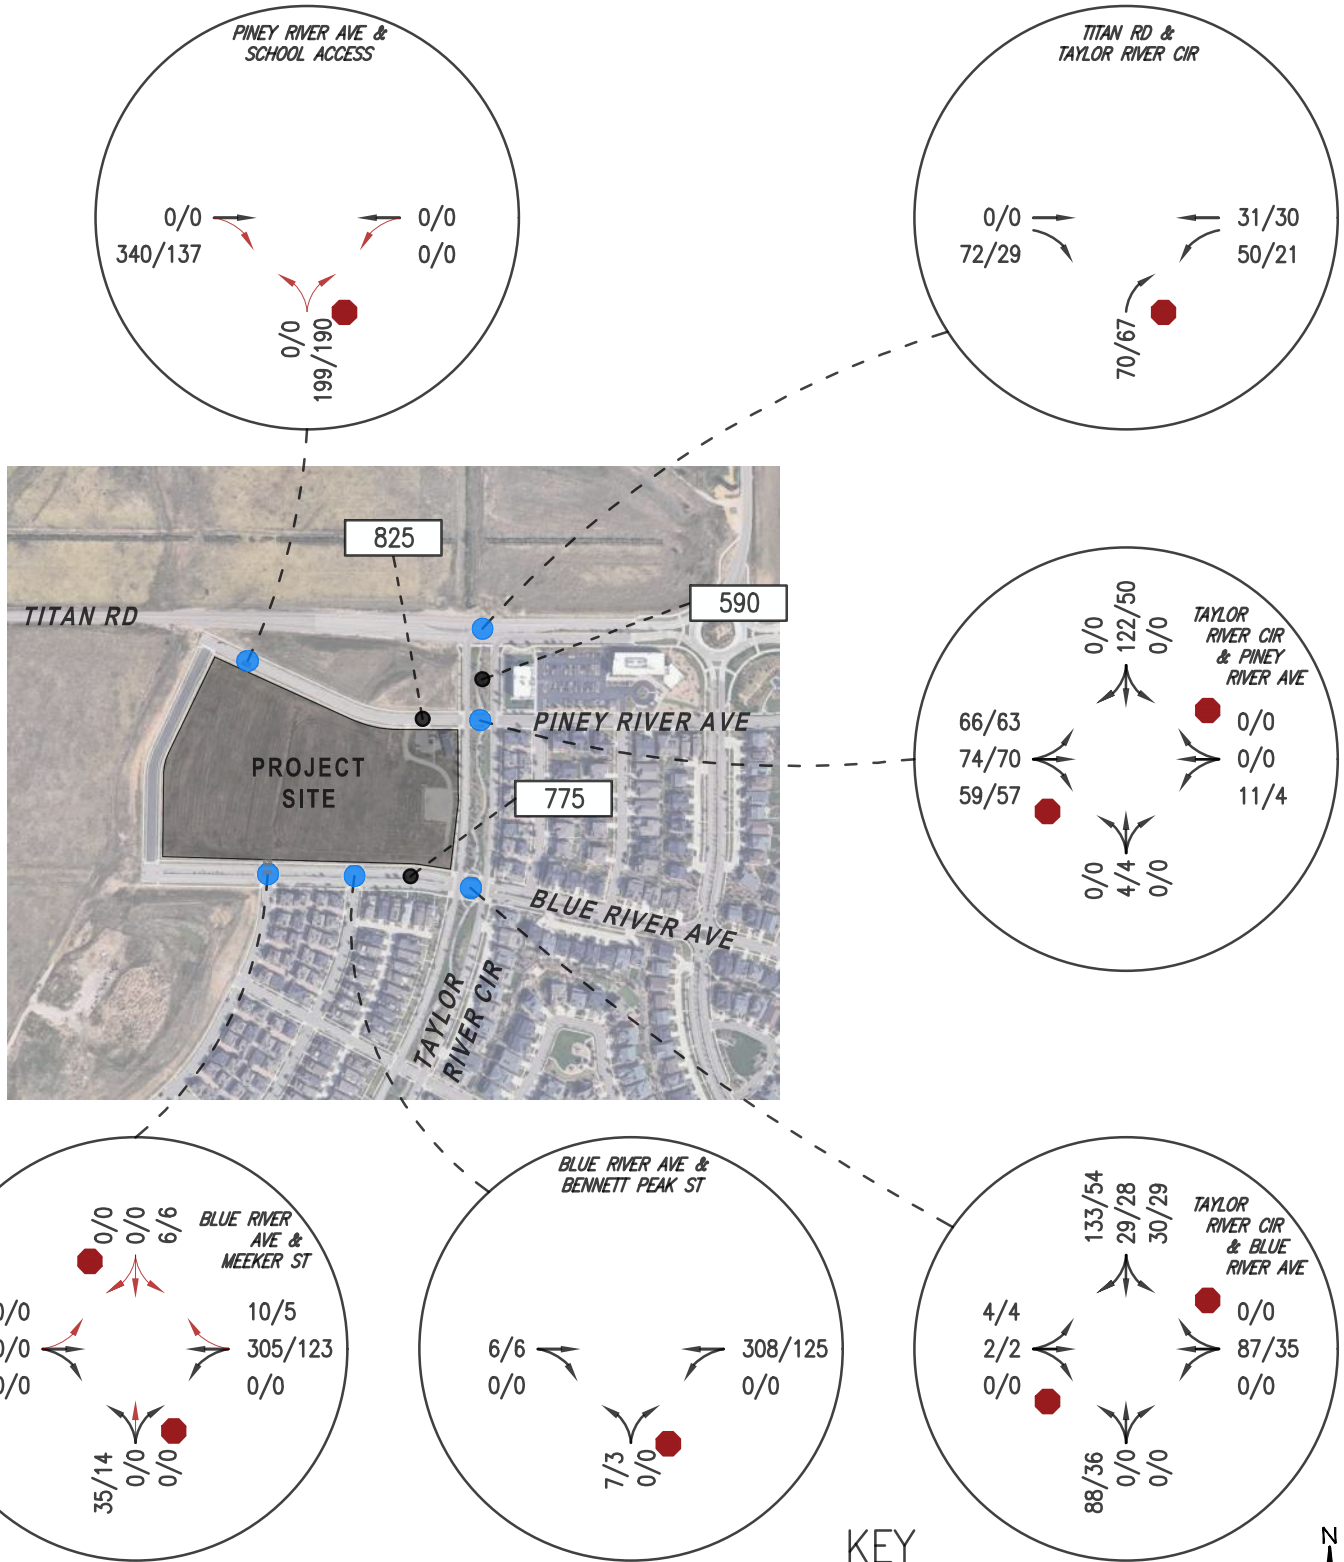 PINEY RIVER AVE &
SCHOOL ACCESS
0/0
340/137
0/0
0/0
0/0
199/190
TITAN RD &
TAYLOR RIVER CIR
0/0
72/29
31/30
50/21
70/67
825
590
775
TITAN RD
PINEY RIVER AVE
PROJECT
SITE
BLUE RIVER AVE
TAYLOR
RIVER CIR
TAYLOR
RIVER CIR
& PINEY
RIVER AVE
0/0
122/50
0/0
66/63
74/70
59/57
0/0
0/0
11/4
0/0
4/4
0/0
BLUE RIVER
AVE &
MEEKER ST
0/0
0/0
6/6
0/0
0/0
0/0
10/5
305/123
0/0
35/14
0/0
0/0
BLUE RIVER AVE &
BENNETT PEAK ST
6/6
0/0
308/125
0/0
7/3
0/0
TAYLOR
RIVER CIR
& BLUE
RIVER AVE
133/54
29/28
30/29
4/4
2/2
0/0
0/0
87/35
0/0
88/36
0/0
0/0
KEY
N